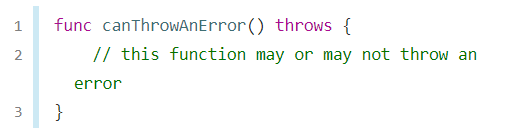 1 func canThrowAnError() throws {
2 // this function may or may not throw an
error
3 }